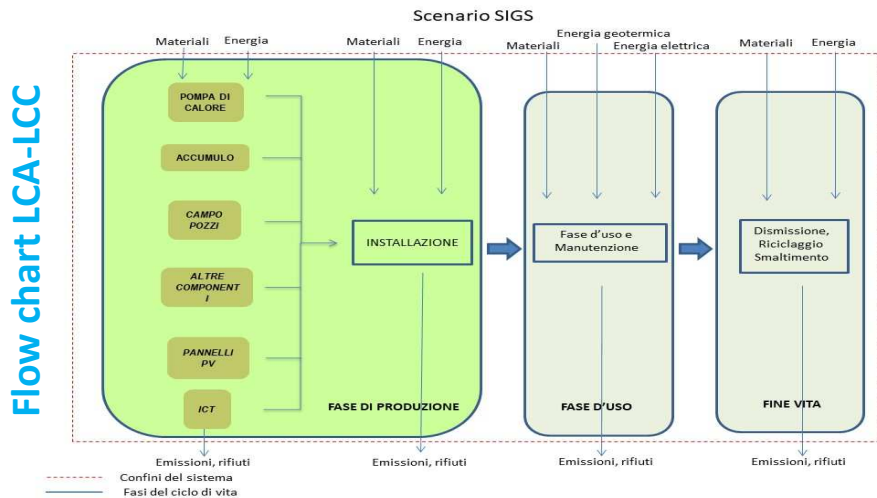 Scenario SIGS
Flow chart LCA-LCC
Materiali
Energia
Materiali
Energia
Materiali
Energia geotermica
Energia elettrica
Materiali
Energia
POMPA DI
CALORE
ACCUMULO
CAMPO
POZZI
ALTRE
COMPONENT
I
PANNELLI
PV
ICT
INSTALLAZIONE
FASE DI PRODUZIONE
Fase d'uso e
Manutenzione
FASE D'USO
Dismissione,
Riciclaggio
Smaltimento
FINE VITA
Emissioni, rifiuti
Emissioni, rifiuti
Emissioni, rifiuti
Emissioni, rifiuti
Confini del sistema
Fasi del ciclo di vita